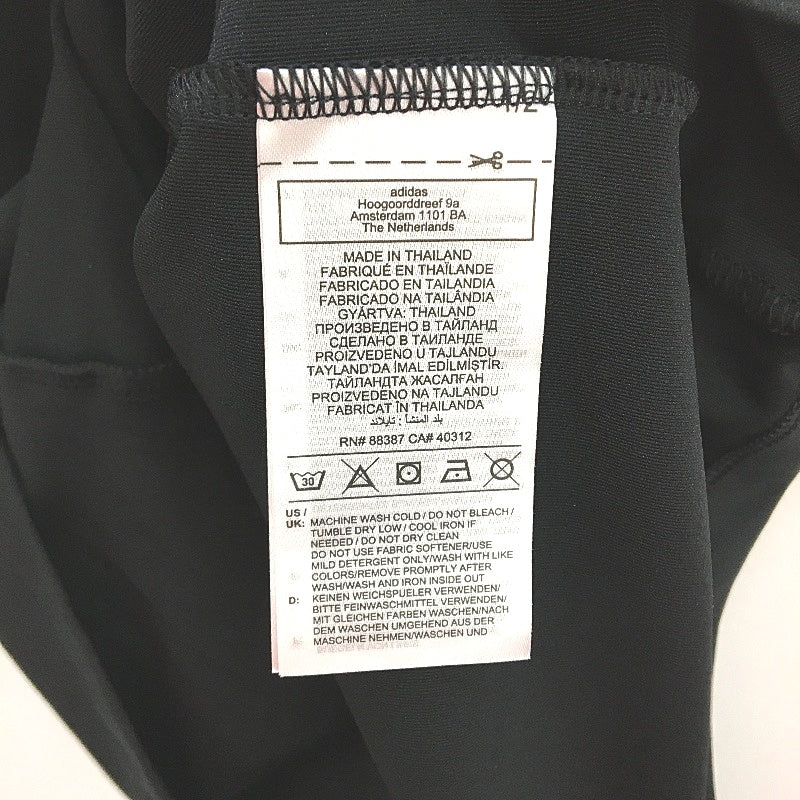 1/2
adidas
Hoogoorddreef 9a
Amsterdam 1101 BA
The Netherlands
MADE IN THAILAND
FABRIQUÉ EN THAÏLANDE
FABRICADO EN TAILANDIA
FABRICADO NA TAILÂNDIA
GYÁRTVA: THAILAND
ПРОИЗВЕДЕНО В ТАЙЛАНД
СДЕЛАНО В ТАИЛАНДЕ
PROIZVEDENO U TAJLANDU
TAYLAND'DA İMAL EDİLMİŞTİR.
ТАЙЛАНДТА ЖАСАЛҒАН
PROIZVEDENO NA TAJLANDU
FABRICAT ÎN THAILANDA
بلد المنشأ : تايلاند
RN# 88387 CA# 40312
30
US /
UK: MACHINE WASH COLD / DO NOT BLEACH /
TUMBLE DRY LOW / COOL IRON IF
NEEDED / DO NOT DRY CLEAN
DO NOT USE FABRIC SOFTENER/USE
MILD DETERGENT ONLY/WASH WITH LIKE
COLORS/REMOVE PROMPTLY AFTER
WASH/WASH AND IRON INSIDE OUT
D: KEINEN WEICHSPUELER VERWENDEN/
BITTE FEINWASCHMITTEL VERWENDEN/
MIT GLEICHEN FARBEN WASCHEN/NACH
DEM WASCHEN UMGEHEND AUS DER
MASCHINE NEHMEN/WASCHEN UND